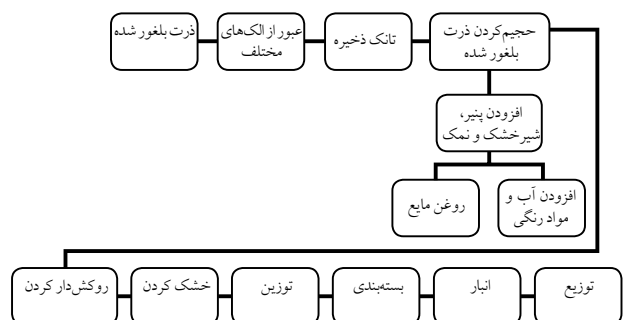 ذرت بلغور شده
عبور از الک‌های
مختلف
تانک ذخیره
حجیم‌کردن ذرت
بلغور شده
افزودن پنیر،
شیرخشک و نمک
روغن مایع
افزودن آب و
مواد رنگی
روکش‌دار کردن
خشک کردن
توزین
بسته‌بندی
انبار
توزیع